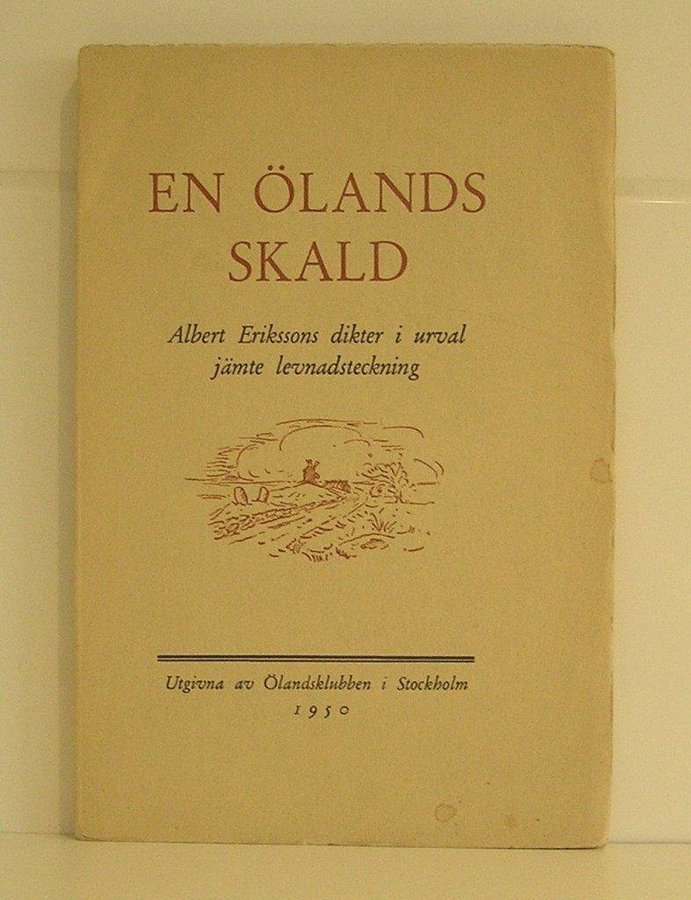 EN ÖLANDS
SKALD
Albert Erikssons dikter i urval
jämte levnadsteckning
Utgivna av Ölandsklubben i Stockholm
1950